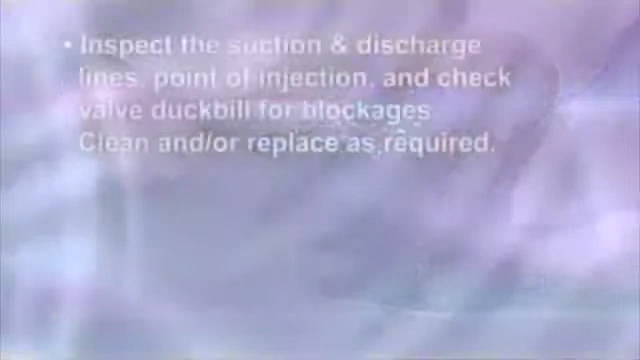 • Inspect the suction & discharge
lines, point of injection, and check
valve duckbill for blockages
Clean and/or replace as required.